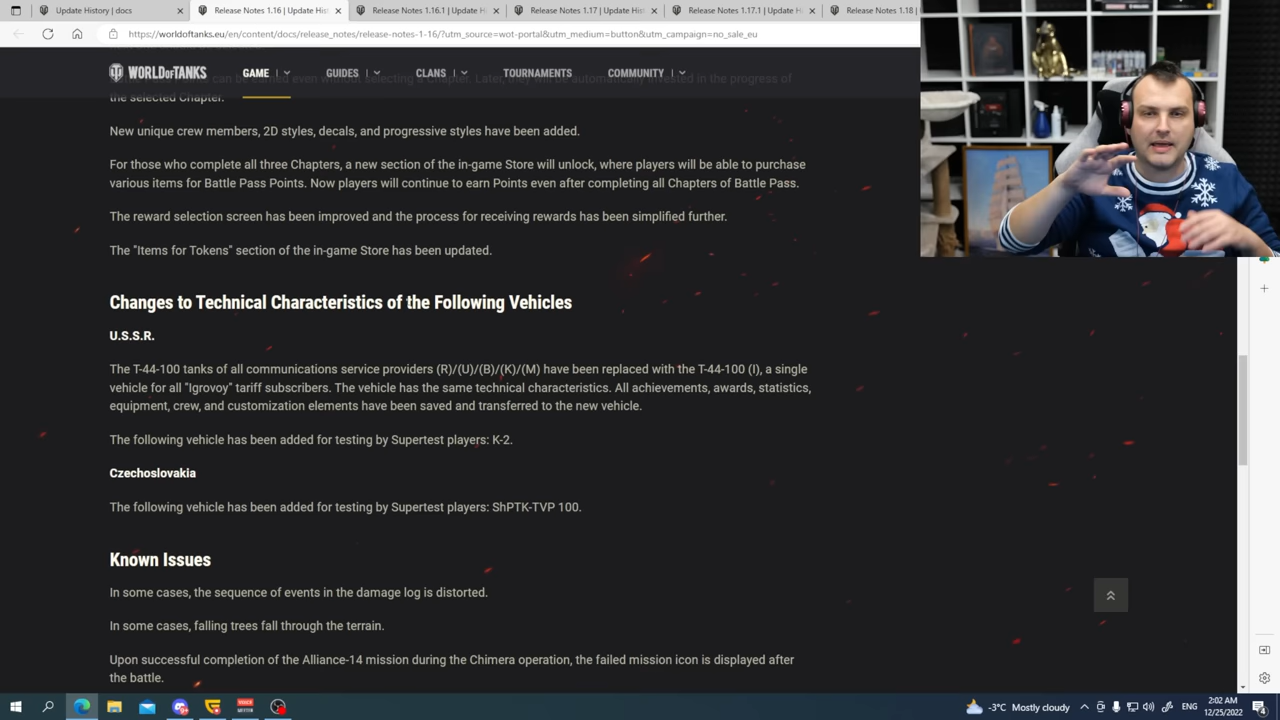 Update History | docs
Release Notes 1.16 | Update Hist
Release Notes 1.16.1 | Update H
Release Notes 1.17 | Update Hist
Release Notes 1.17.1 | Update H
Release Notes 1.18 |
https://worldoftanks.eu/en/content/docs/release_notes/release-notes-1-16/?utm_source=wot-portal&utm_medium=button&utm_campaign=no_sale_eu
WORLD OF TANKS
GAME
GUIDES
CLANS
TOURNAMENTS
COMMUNITY
the selected Chapter.
New unique crew members, 2D styles, decals, and progressive styles have been added.
For those who complete all three Chapters, a new section of the in-game Store will unlock, where players will be able to purchase
various items for Battle Pass Points. Now players will continue to earn Points even after completing all Chapters of Battle Pass.
The reward selection screen has been improved and the process for receiving rewards has been simplified further.
The "Items for Tokens" section of the in-game Store has been updated.
Changes to Technical Characteristics of the Following Vehicles
U.S.S.R.
The T-44-100 tanks of all communications service providers (R)/(U)/(B)/(K)/(M) have been replaced with the T-44-100 (I), a single
vehicle for all "Igrovoy" tariff subscribers. The vehicle has the same technical characteristics. All achievements, awards, statistics,
equipment, crew, and customization elements have been saved and transferred to the new vehicle.
The following vehicle has been added for testing by Supertest players: K-2.
Czechoslovakia
The following vehicle has been added for testing by Supertest players: ShPTK-TVP 100.
Known Issues
In some cases, the sequence of events in the damage log is distorted.
In some cases, falling trees fall through the terrain.
Upon successful completion of the Alliance-14 mission during the Chimera operation, the failed mission icon is displayed after
the battle.
-3°C Mostly cloudy
ENG
2:02 AM
12/25/2022
4